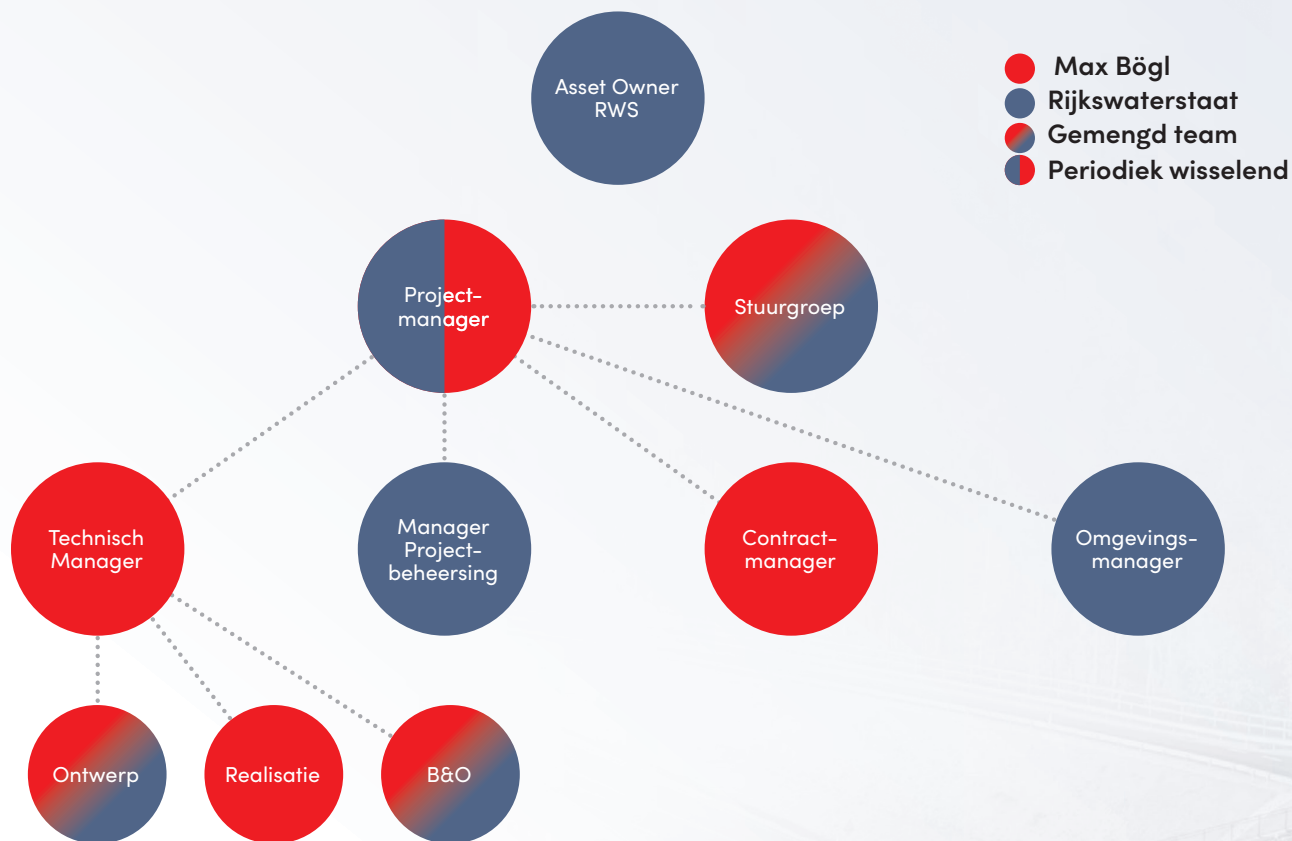 Asset Owner
RWS
Max Bögl
Rijkswaterstaat
Gemengd team
Periodiek wisselend
Project-
manager
Stuurgroep
Technisch
Manager
Manager
Project-
beheersing
Contract-
manager
Omgevings-
manager
Ontwerp
Realisatie
B&O